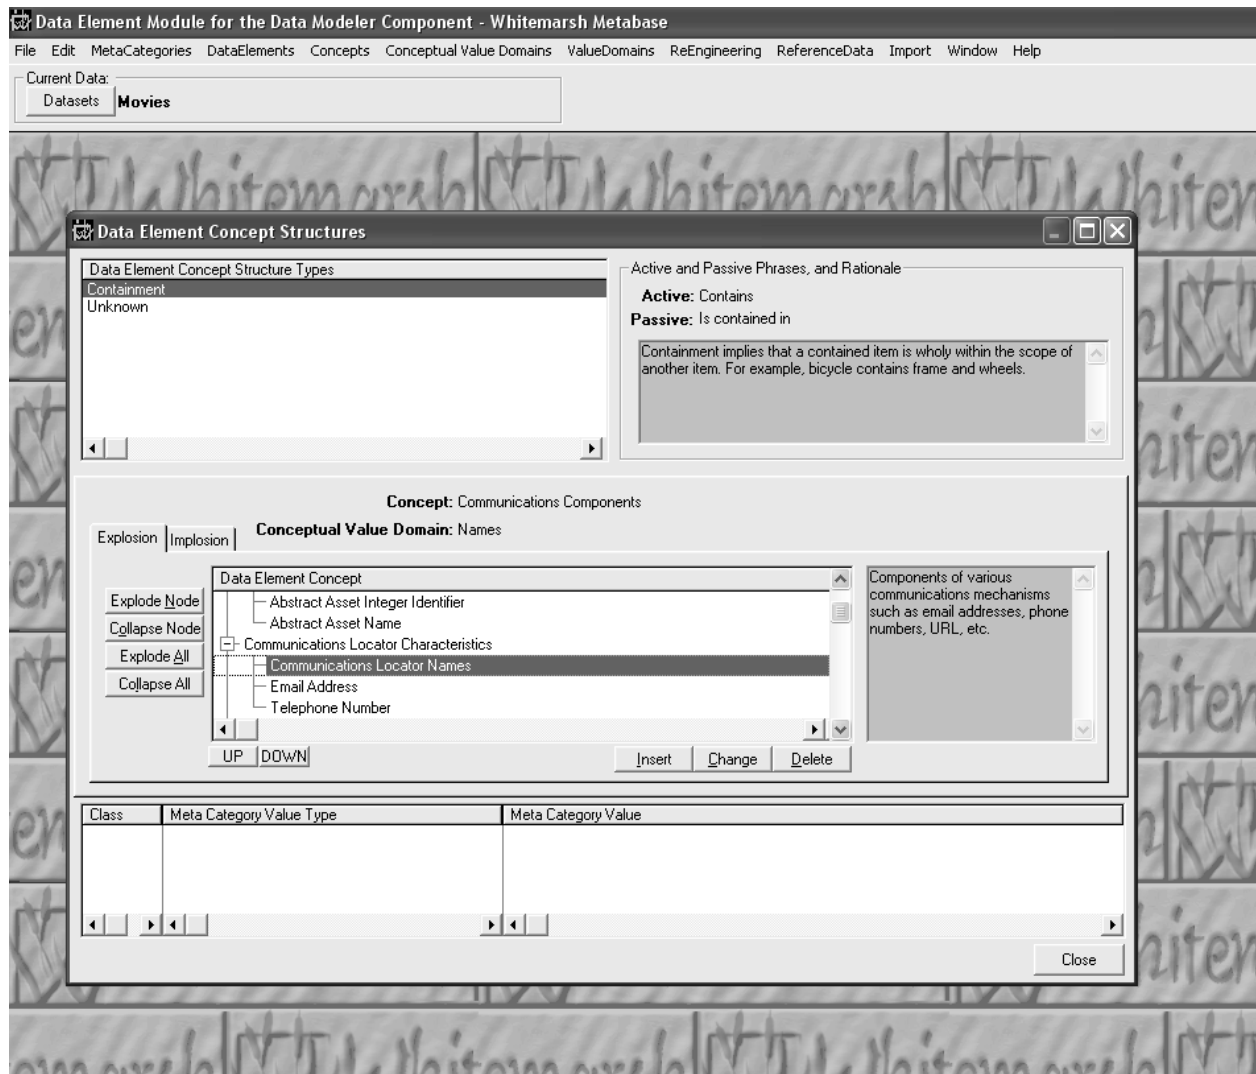 Data Element Module for the Data Modeler Component - Whitemarsh Metabase
File Edit MetaCategories DataElements Concepts Conceptual Value Domains ValueDomains ReEngineering ReferenceData Import Window Help
Current Data:
Datasets Movies
Whitemarsh
Data Element Concept Structures
Data Element Concept Structure Types
Containment
Unknown
Active and Passive Phrases, and Rationale
Active: Contains
Passive: Is contained in
Containment implies that a contained item is wholy within the scope of
another item. For example, bicycle contains frame and wheels.
Concept: Communications Components
Conceptual Value Domain: Names
Explosion Implosion
Explode Node
Collapse Node
Explode All
Collapse All
Data Element Concept
Abstract Asset Integer Identifier
Abstract Asset Name
Communications Locator Characteristics
Communications Locator Names
Email Address
Telephone Number
Components of various
communications mechanisms
such as email addresses, phone
numbers, URL, etc.
UP DOWN
Insert Change Delete
Class Meta Category Value Type Meta Category Value
Close